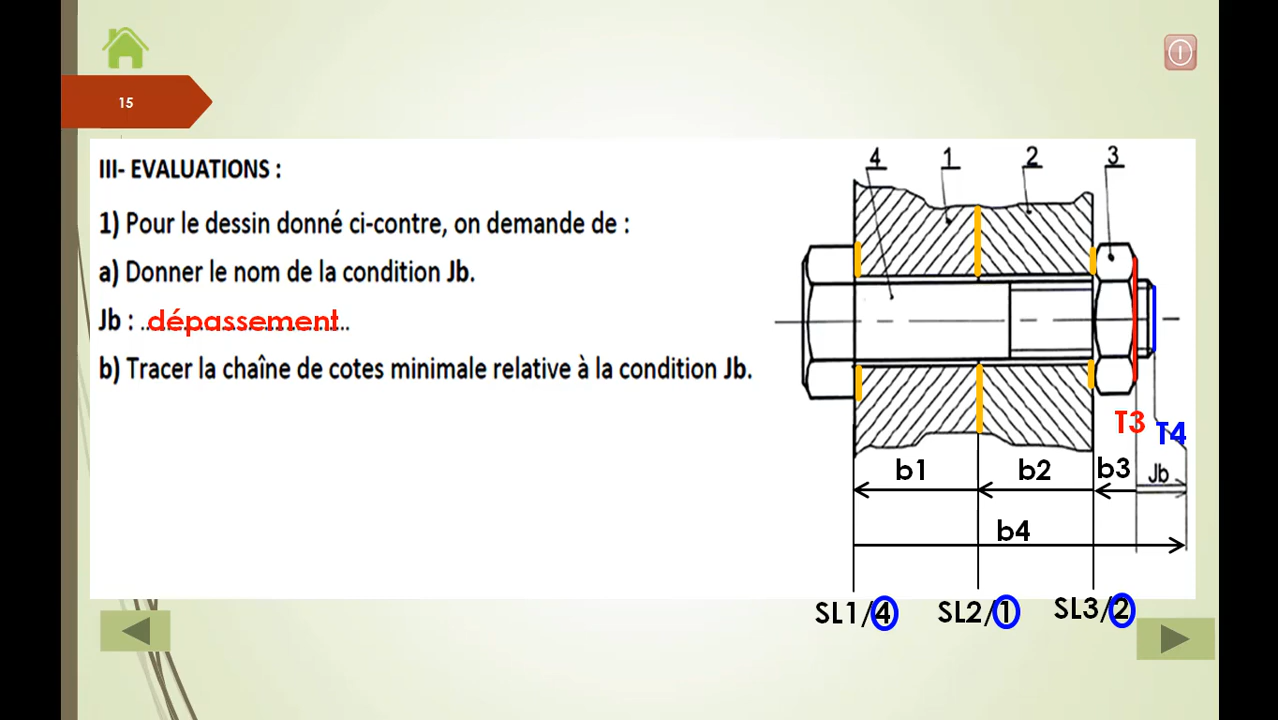 15
III- EVALUATIONS :
1) Pour le dessin donné ci-contre, on demande de :
a) Donner le nom de la condition Jb.
Jb : dépassement
b) Tracer la chaîne de cotes minimale relative à la condition Jb.
4 1 2 3
T3 T4
b1 b2 b3 Jb
b4
SL1/4 SL2/1 SL3/2